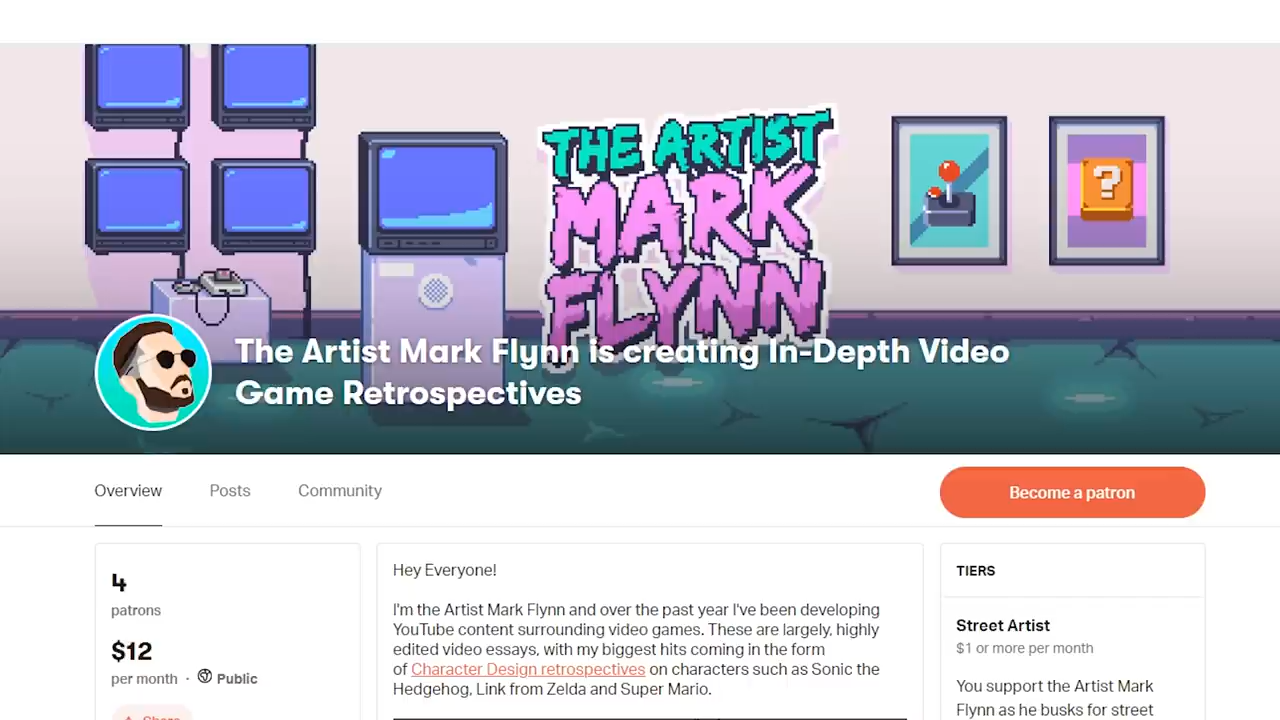 THE ARTIST
MARK
FLYNN
?
The Artist Mark Flynn is creating In-Depth Video
Game Retrospectives
Overview
Posts
Community
Become a patron
4
patrons
$12
per month · Public
Share
Hey Everyone!
I'm the Artist Mark Flynn and over the past year I've been developing
YouTube content surrounding video games. These are largely, highly
edited video essays, with my biggest hits coming in the form
of Character Design retrospectives on characters such as Sonic the
Hedgehog, Link from Zelda and Super Mario.
TIERS
Street Artist
$1 or more per month
You support the Artist Mark
Flynn as he busks for street